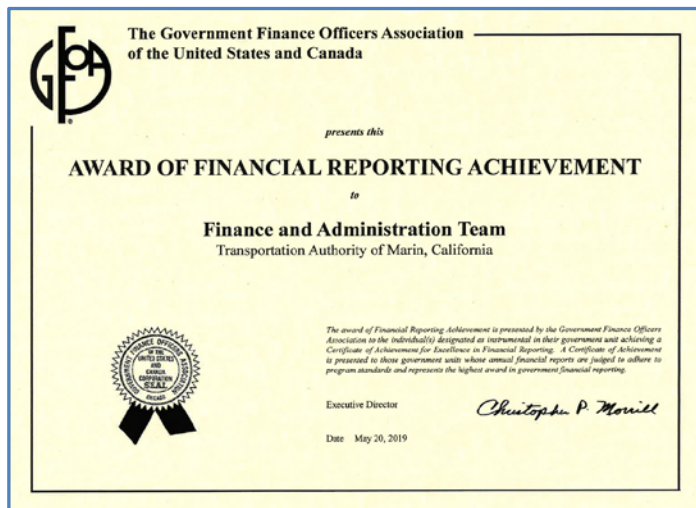 The Government Finance Officers Association
of the United States and Canada
GFOA
®
presents this
AWARD OF FINANCIAL REPORTING ACHIEVEMENT
to
Finance and Administration Team
Transportation Authority of Marin, California
The award of Financial Reporting Achievement is presented by the Government Finance Officers
Association to the individual(s) designated as instrumental in their government unit achieving a
Certificate of Achievement for Excellence in Financial Reporting. A Certificate of Achievement
is presented to those government units whose annual financial reports are judged to adhere to
program standards and represents the highest award in government financial reporting.
GOVERNMENT FINANCE OFFICERS ASSOCIATION
OF THE
UNITED STATES
AND
CANADA
CORPORATION
SEAL
CHICAGO
Executive Director
Christopher P. Morrill
Date May 20, 2019